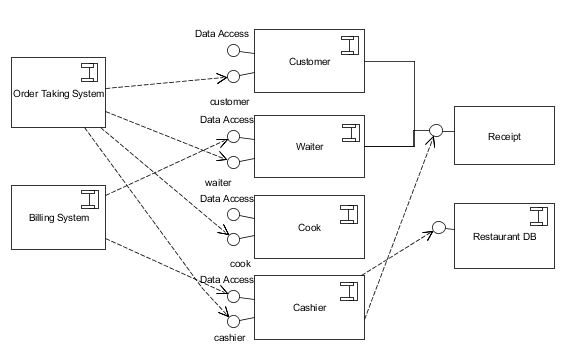 Data Access
Customer
Order Taking System
customer
Data Access
Receipt
Waiter
waiter
Data Access
Billing System
Cook
Restaurant DB
cook
Data Access
Cashier
cashier